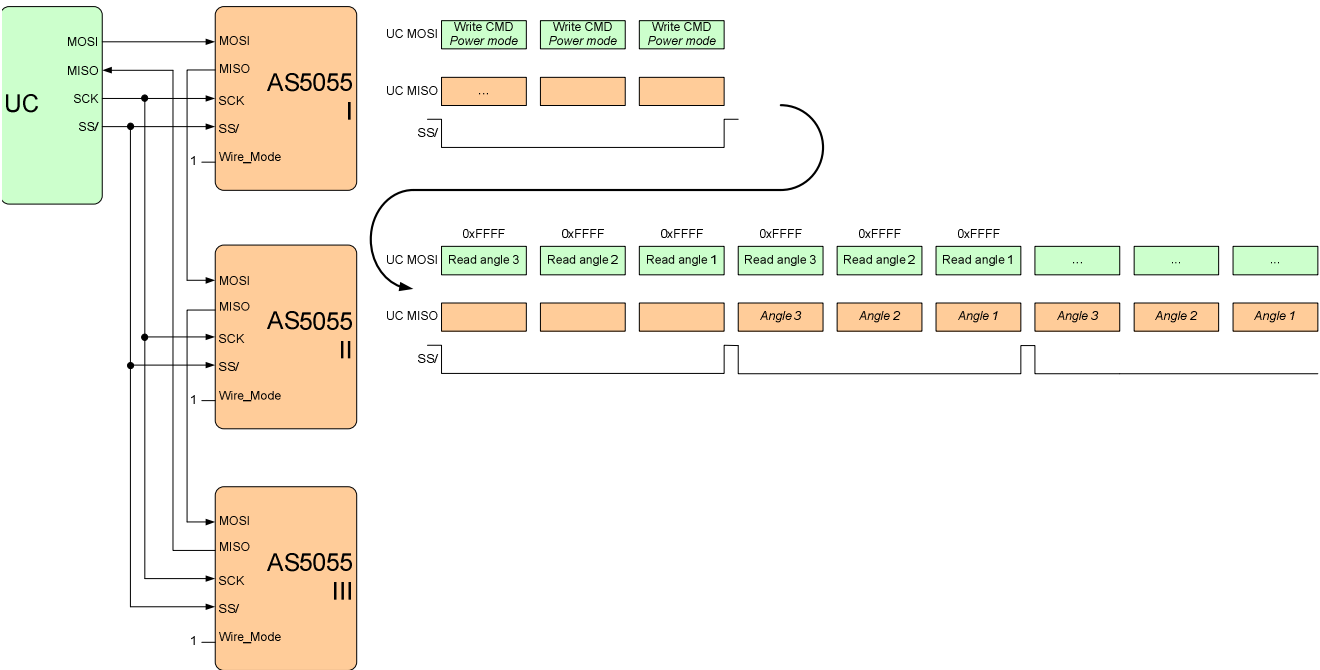 UC
MOSI
MISO
SCK
SS/
MOSI
MISO
SCK
SS/
Wire_Mode
1
AS5055
I
MOSI
MISO
SCK
SS/
Wire_Mode
1
AS5055
II
MOSI
MISO
SCK
SS/
Wire_Mode
1
AS5055
III
UC MOSI
Write CMD
Power mode
Write CMD
Power mode
Write CMD
Power mode
UC MISO
...
SS/
0xFFFF 0xFFFF 0xFFFF 0xFFFF 0xFFFF 0xFFFF
UC MOSI Read angle 3 Read angle 2 Read angle 1 Read angle 3 Read angle 2 Read angle 1 ... ... ...
UC MISO Angle 3 Angle 2 Angle 1 Angle 3 Angle 2 Angle 1
SS/